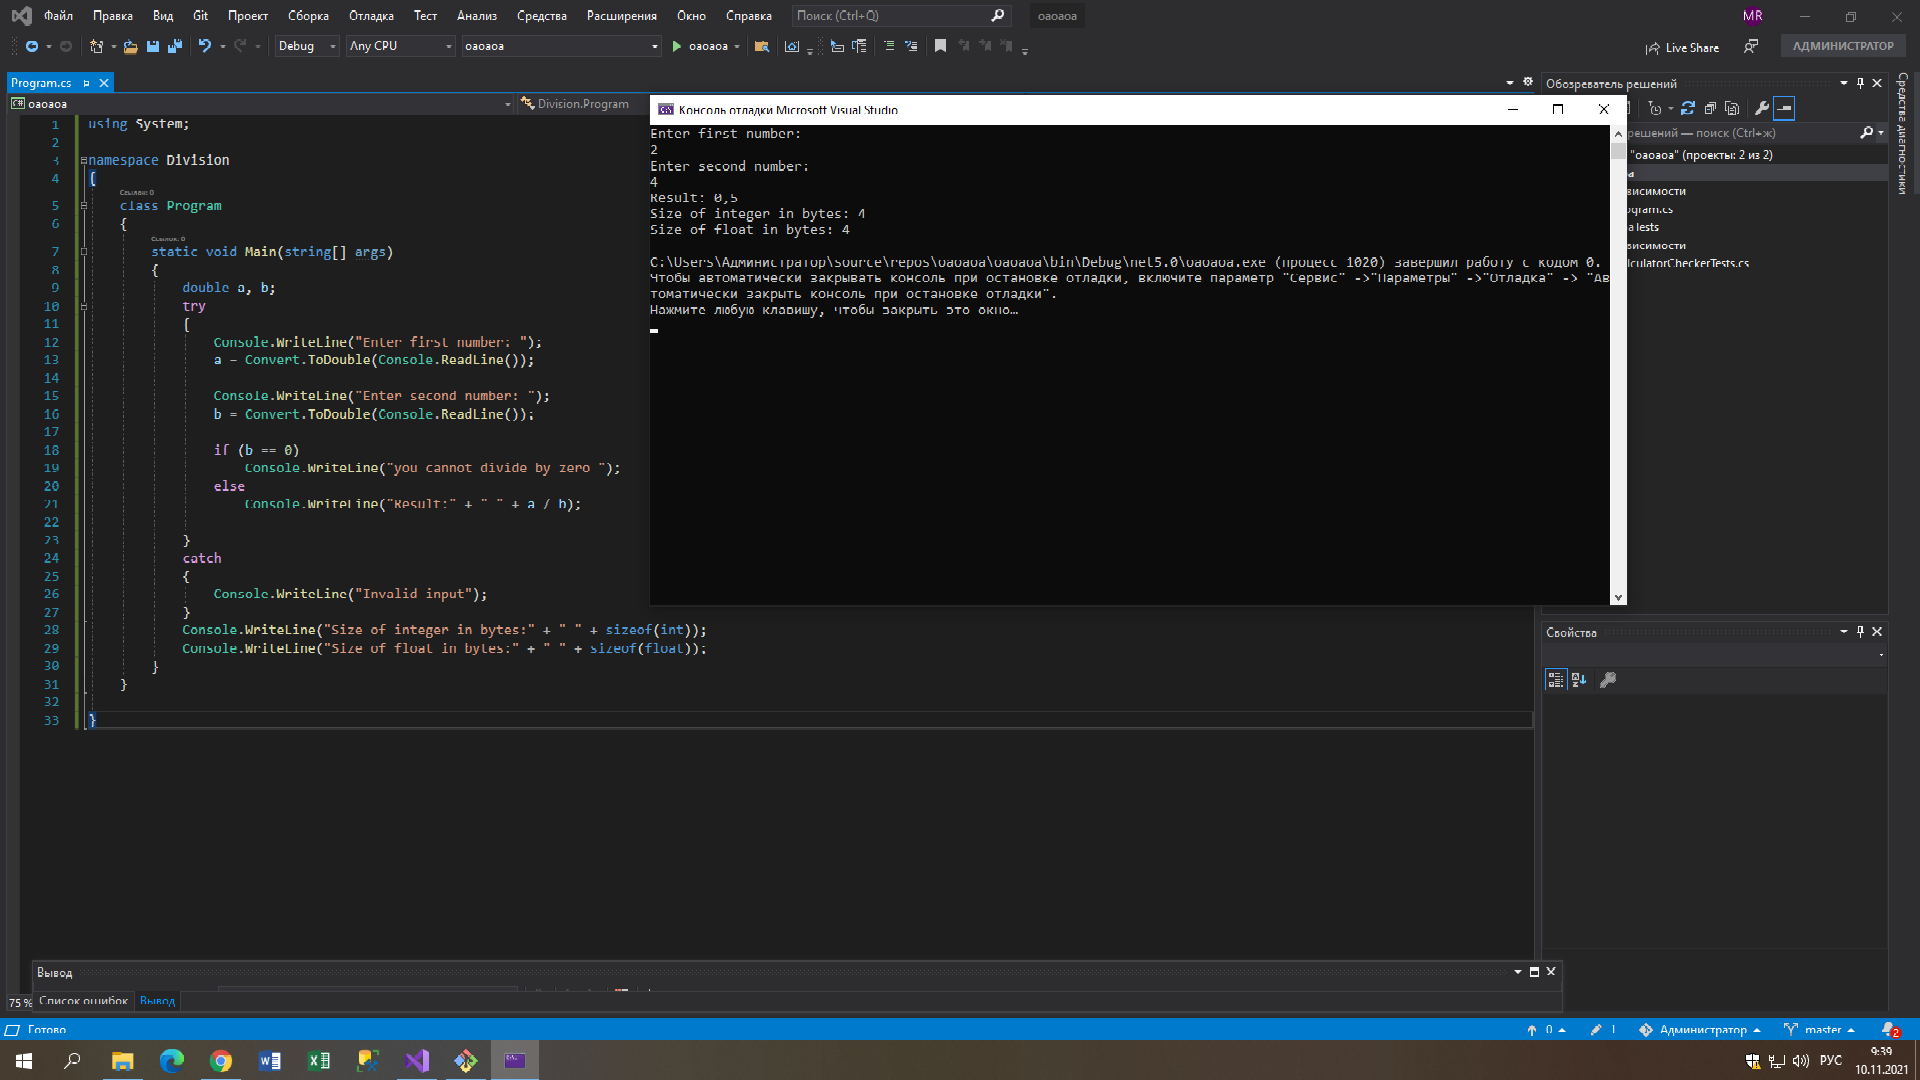 Файл Правка Вид Git Проект Сборка Отладка Тест Анализ Средства Расширения Окно Справка Поиск (Ctrl+Q) oaoaoa MR
Debug Any CPU oaoaoa oaoaoa Live Share АДМИНИСТРАТОР
Program.cs
oaoaoa Division.Program
1 using System;
2
3 namespace Division
4 {
Ссылок: 0
5 class Program
6 {
Ссылок: 0
7 static void Main(string[] args)
8 {
9 double a, b;
10 try
11 {
12 Console.WriteLine("Enter first number: ");
13 a = Convert.ToDouble(Console.ReadLine());
14
15 Console.WriteLine("Enter second number: ");
16 b = Convert.ToDouble(Console.ReadLine());
17
18 if (b == 0)
19 Console.WriteLine("you cannot divide by zero ");
20 else
21 Console.WriteLine("Result:" + " " + a / b);
22
23 }
24 catch
25 {
26 Console.WriteLine("Invalid input");
27 }
28 Console.WriteLine("Size of integer in bytes:" + " " + sizeof(int));
29 Console.WriteLine("Size of float in bytes:" + " " + sizeof(float));
30 }
31 }
32
33 }
Консоль отладки Microsoft Visual Studio
Enter first number:
2
Enter second number:
4
Result: 0,5
Size of integer in bytes: 4
Size of float in bytes: 4
C:\Users\Администратор\source\repos\oaoaoa\oaoaoa\bin\Debug\net5.0\oaoaoa.exe (процесс 1020) завершил работу с кодом 0.
Чтобы автоматически закрывать консоль при остановке отладки, включите параметр "Сервис" ->"Параметры" ->"Отладка" -> "Ав
томатически закрыть консоль при остановке отладки".
Нажмите любую клавишу, чтобы закрыть это окно…
Обозреватель решений
решений — поиск (Ctrl+ж)
"oaoaoa" (проекты: 2 из 2)
a
висимости
ogram.cs
aTests
висимости
lculatorCheckerTests.cs
Средства диагностики
Свойства
Вывод
75 % Список ошибок Вывод
Готово 0 1 Администратор master 2
РУС 9:39
10.11.2021